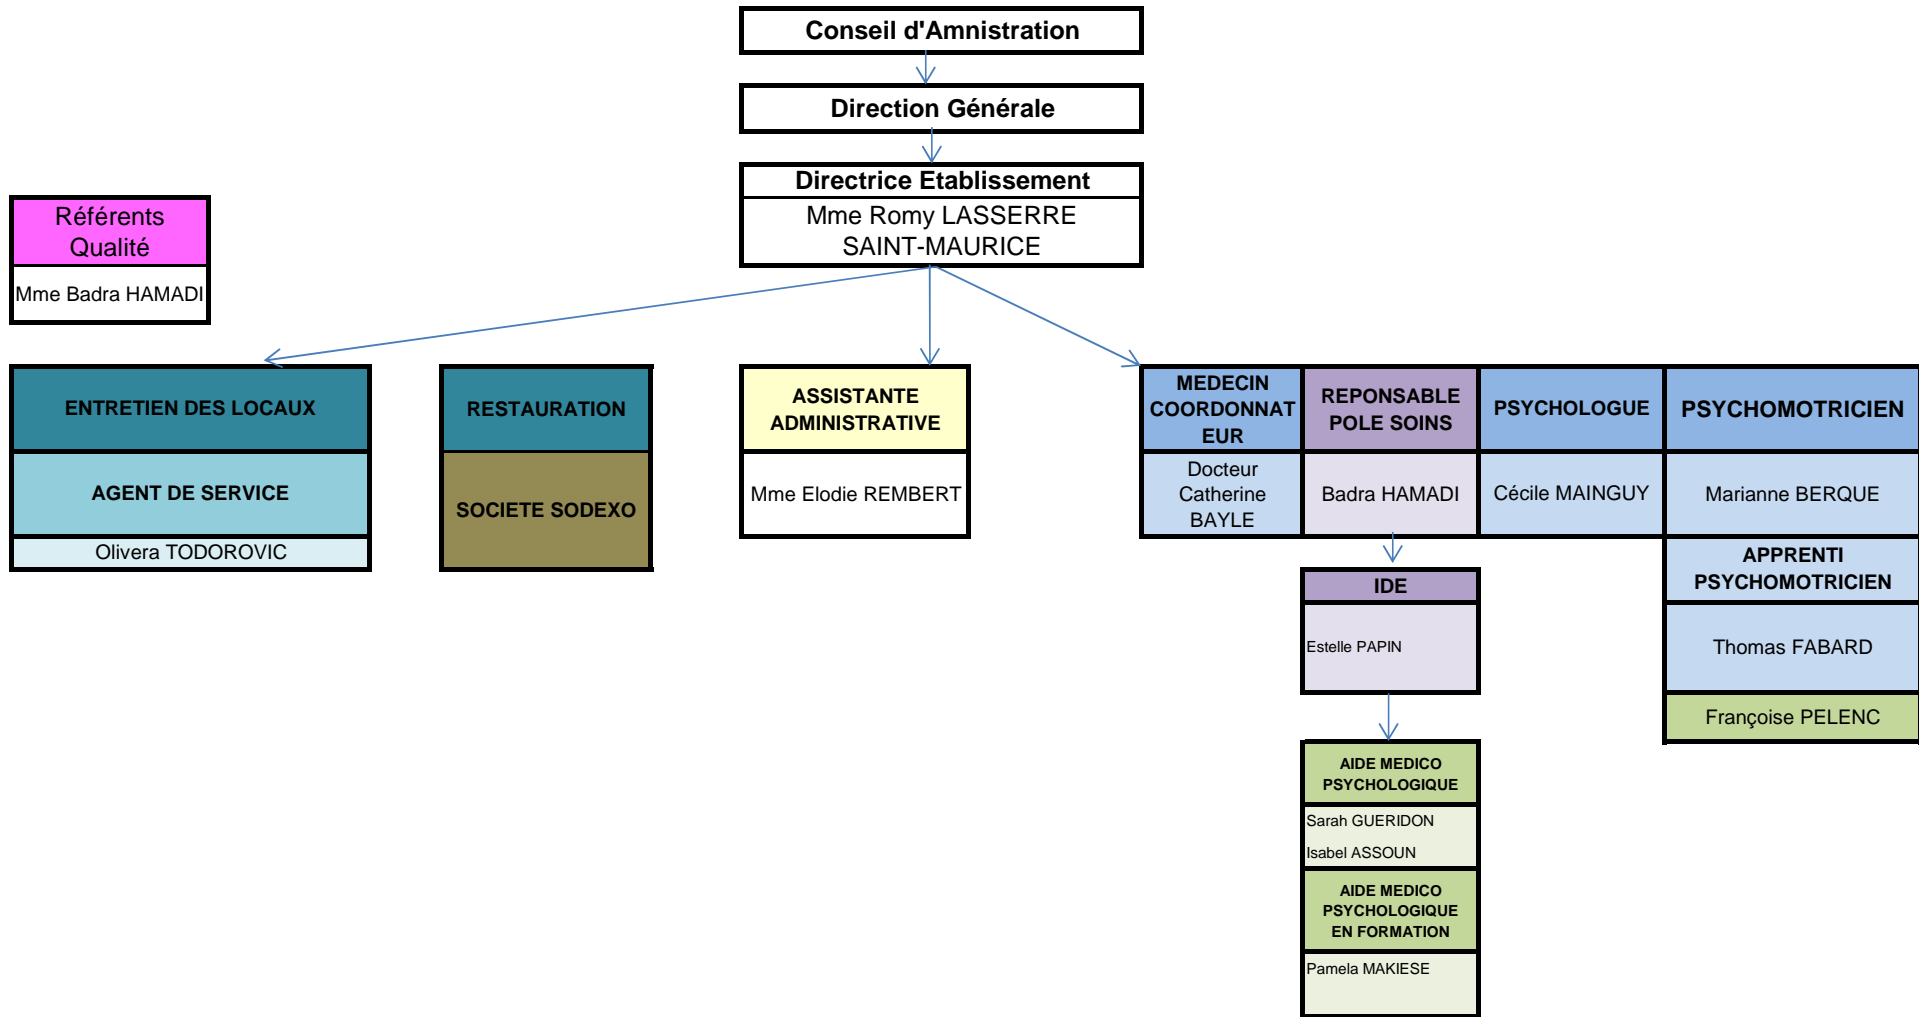 Conseil d'Amnistration
Direction Générale
Directrice Etablissement
Mme Romy LASSERRE
SAINT-MAURICE
Référents
Qualité
Mme Badra HAMADI
ENTRETIEN DES LOCAUX
AGENT DE SERVICE
Olivera TODOROVIC
RESTAURATION
SOCIETE SODEXO
ASSISTANTE
ADMINISTRATIVE
Mme Elodie REMBERT
MEDECIN
COORDONNAT
EUR
Docteur
Catherine
BAYLE
REPONSABLE
POLE SOINS
Badra HAMADI
PSYCHOLOGUE
Cécile MAINGUY
PSYCHOMOTRICIEN
Marianne BERQUE
APPRENTI
PSYCHOMOTRICIEN
Thomas FABARD
Françoise PELENC
IDE
Estelle PAPIN
AIDE MEDICO
PSYCHOLOGIQUE
Sarah GUERIDON
Isabel ASSOUN
AIDE MEDICO
PSYCHOLOGIQUE
EN FORMATION
Pamela MAKIESE